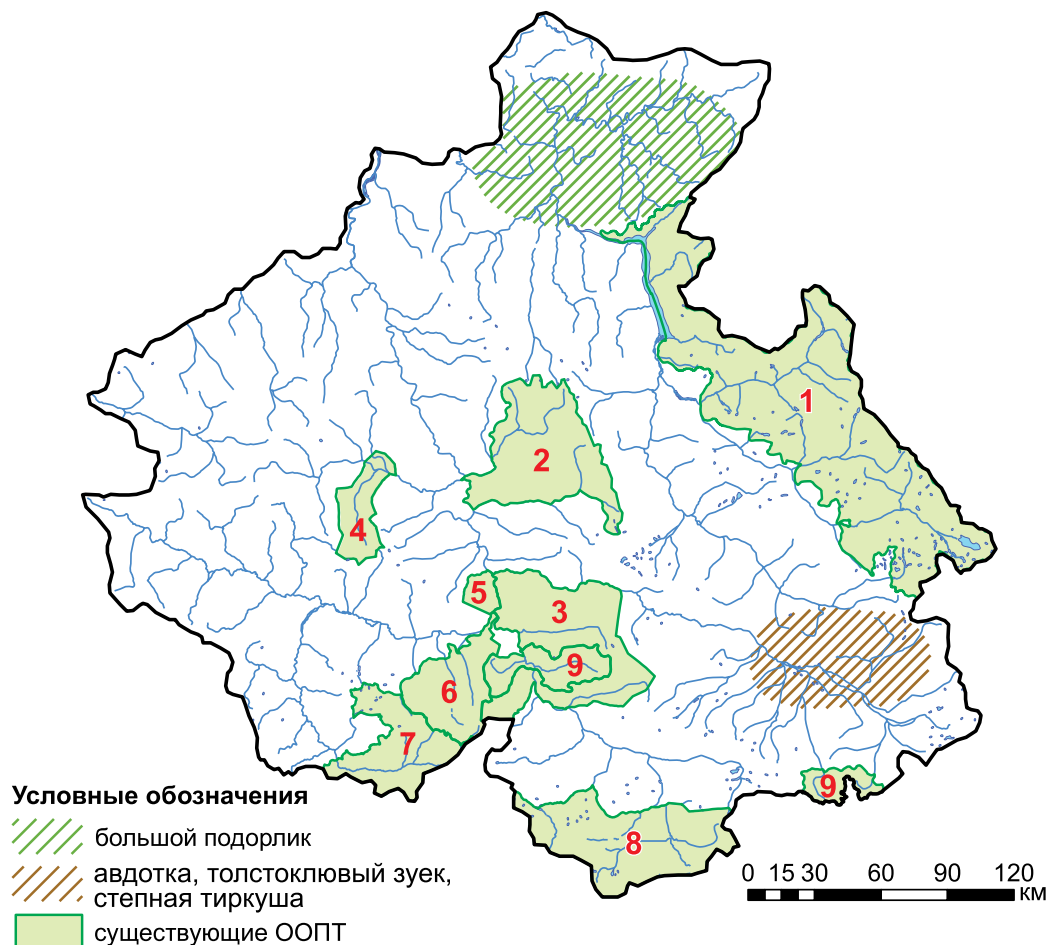 1
2
4
5
3
9
6
7
9
8
Условные обозначения
большой подорлик
авдотка, толстоклювый зуек,
степная тиркуша
существующие ООПТ
0 15 30 60 90 120
км